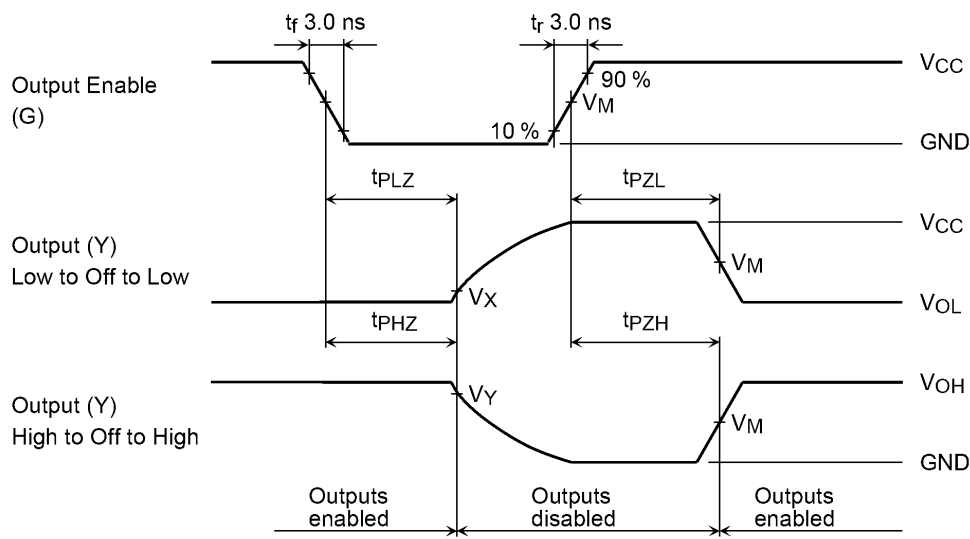 tf 3.0 ns
tr 3.0 ns
Output Enable
(G)
VCC
90 %
VM
10 %
GND
tPLZ
tPZL
VCC
Output (Y)
Low to Off to Low
VM
VX
VOL
tPHZ
tPZH
VOH
VY
Output (Y)
High to Off to High
VM
GND
Outputs
enabled
Outputs
disabled
Outputs
enabled